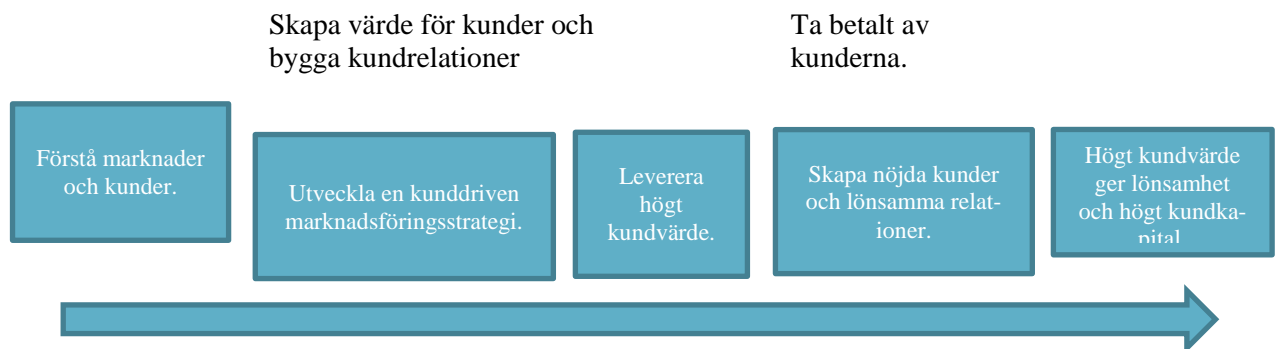 Skapa värde för kunder och
bygga kundrelationer
Ta betalt av
kunderna.
Förstå marknader
och kunder.
Utveckla en kunddriven
marknadsföringsstrategi.
Leverera
högt
kundvärde.
Skapa nöjda kunder
och lönsamma relat-
ioner.
Högt kundvärde
ger lönsamhet
och högt kundka-
pital